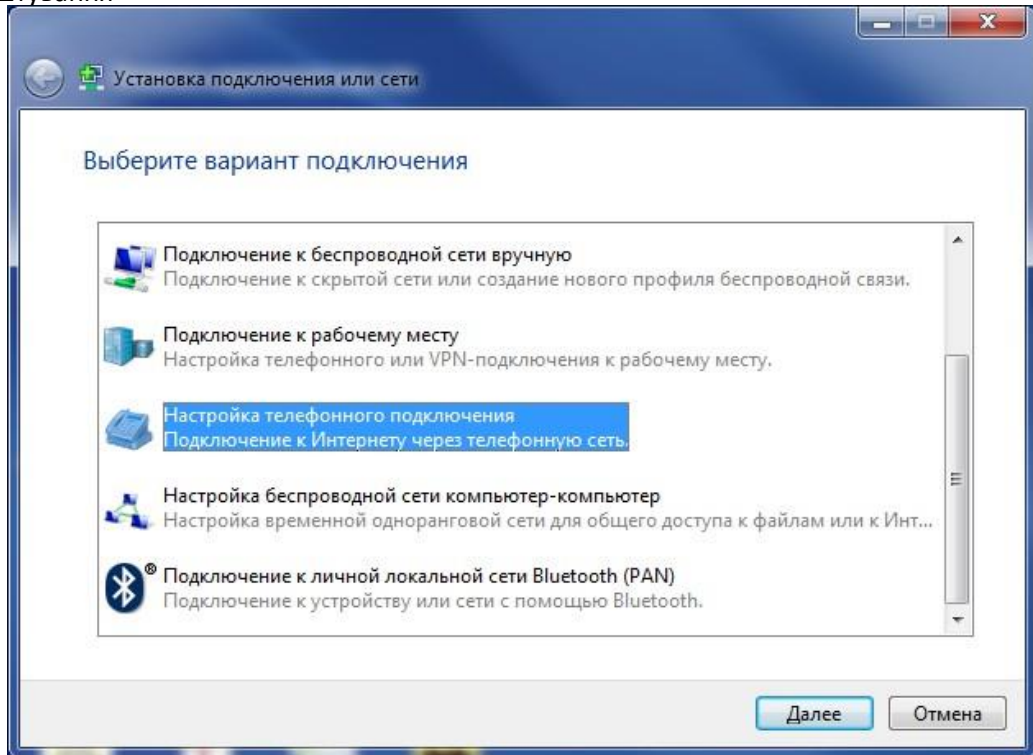 Установка подключения или сети
Выберите вариант подключения
Подключение к беспроводной сети вручную
Подключение к скрытой сети или создание нового профиля беспроводной связи.
Подключение к рабочему месту
Настройка телефонного или VPN-подключения к рабочему месту.
Настройка телефонного подключения
Подключение к Интернету через телефонную сеть.
Настройка беспроводной сети компьютер-компьютер
Настройка временной одноранговой сети для общего доступа к файлам или к Инт...
® Подключение к личной локальной сети Bluetooth (PAN)
Подключение к устройству или сети с помощью Bluetooth.
Далее Отмена